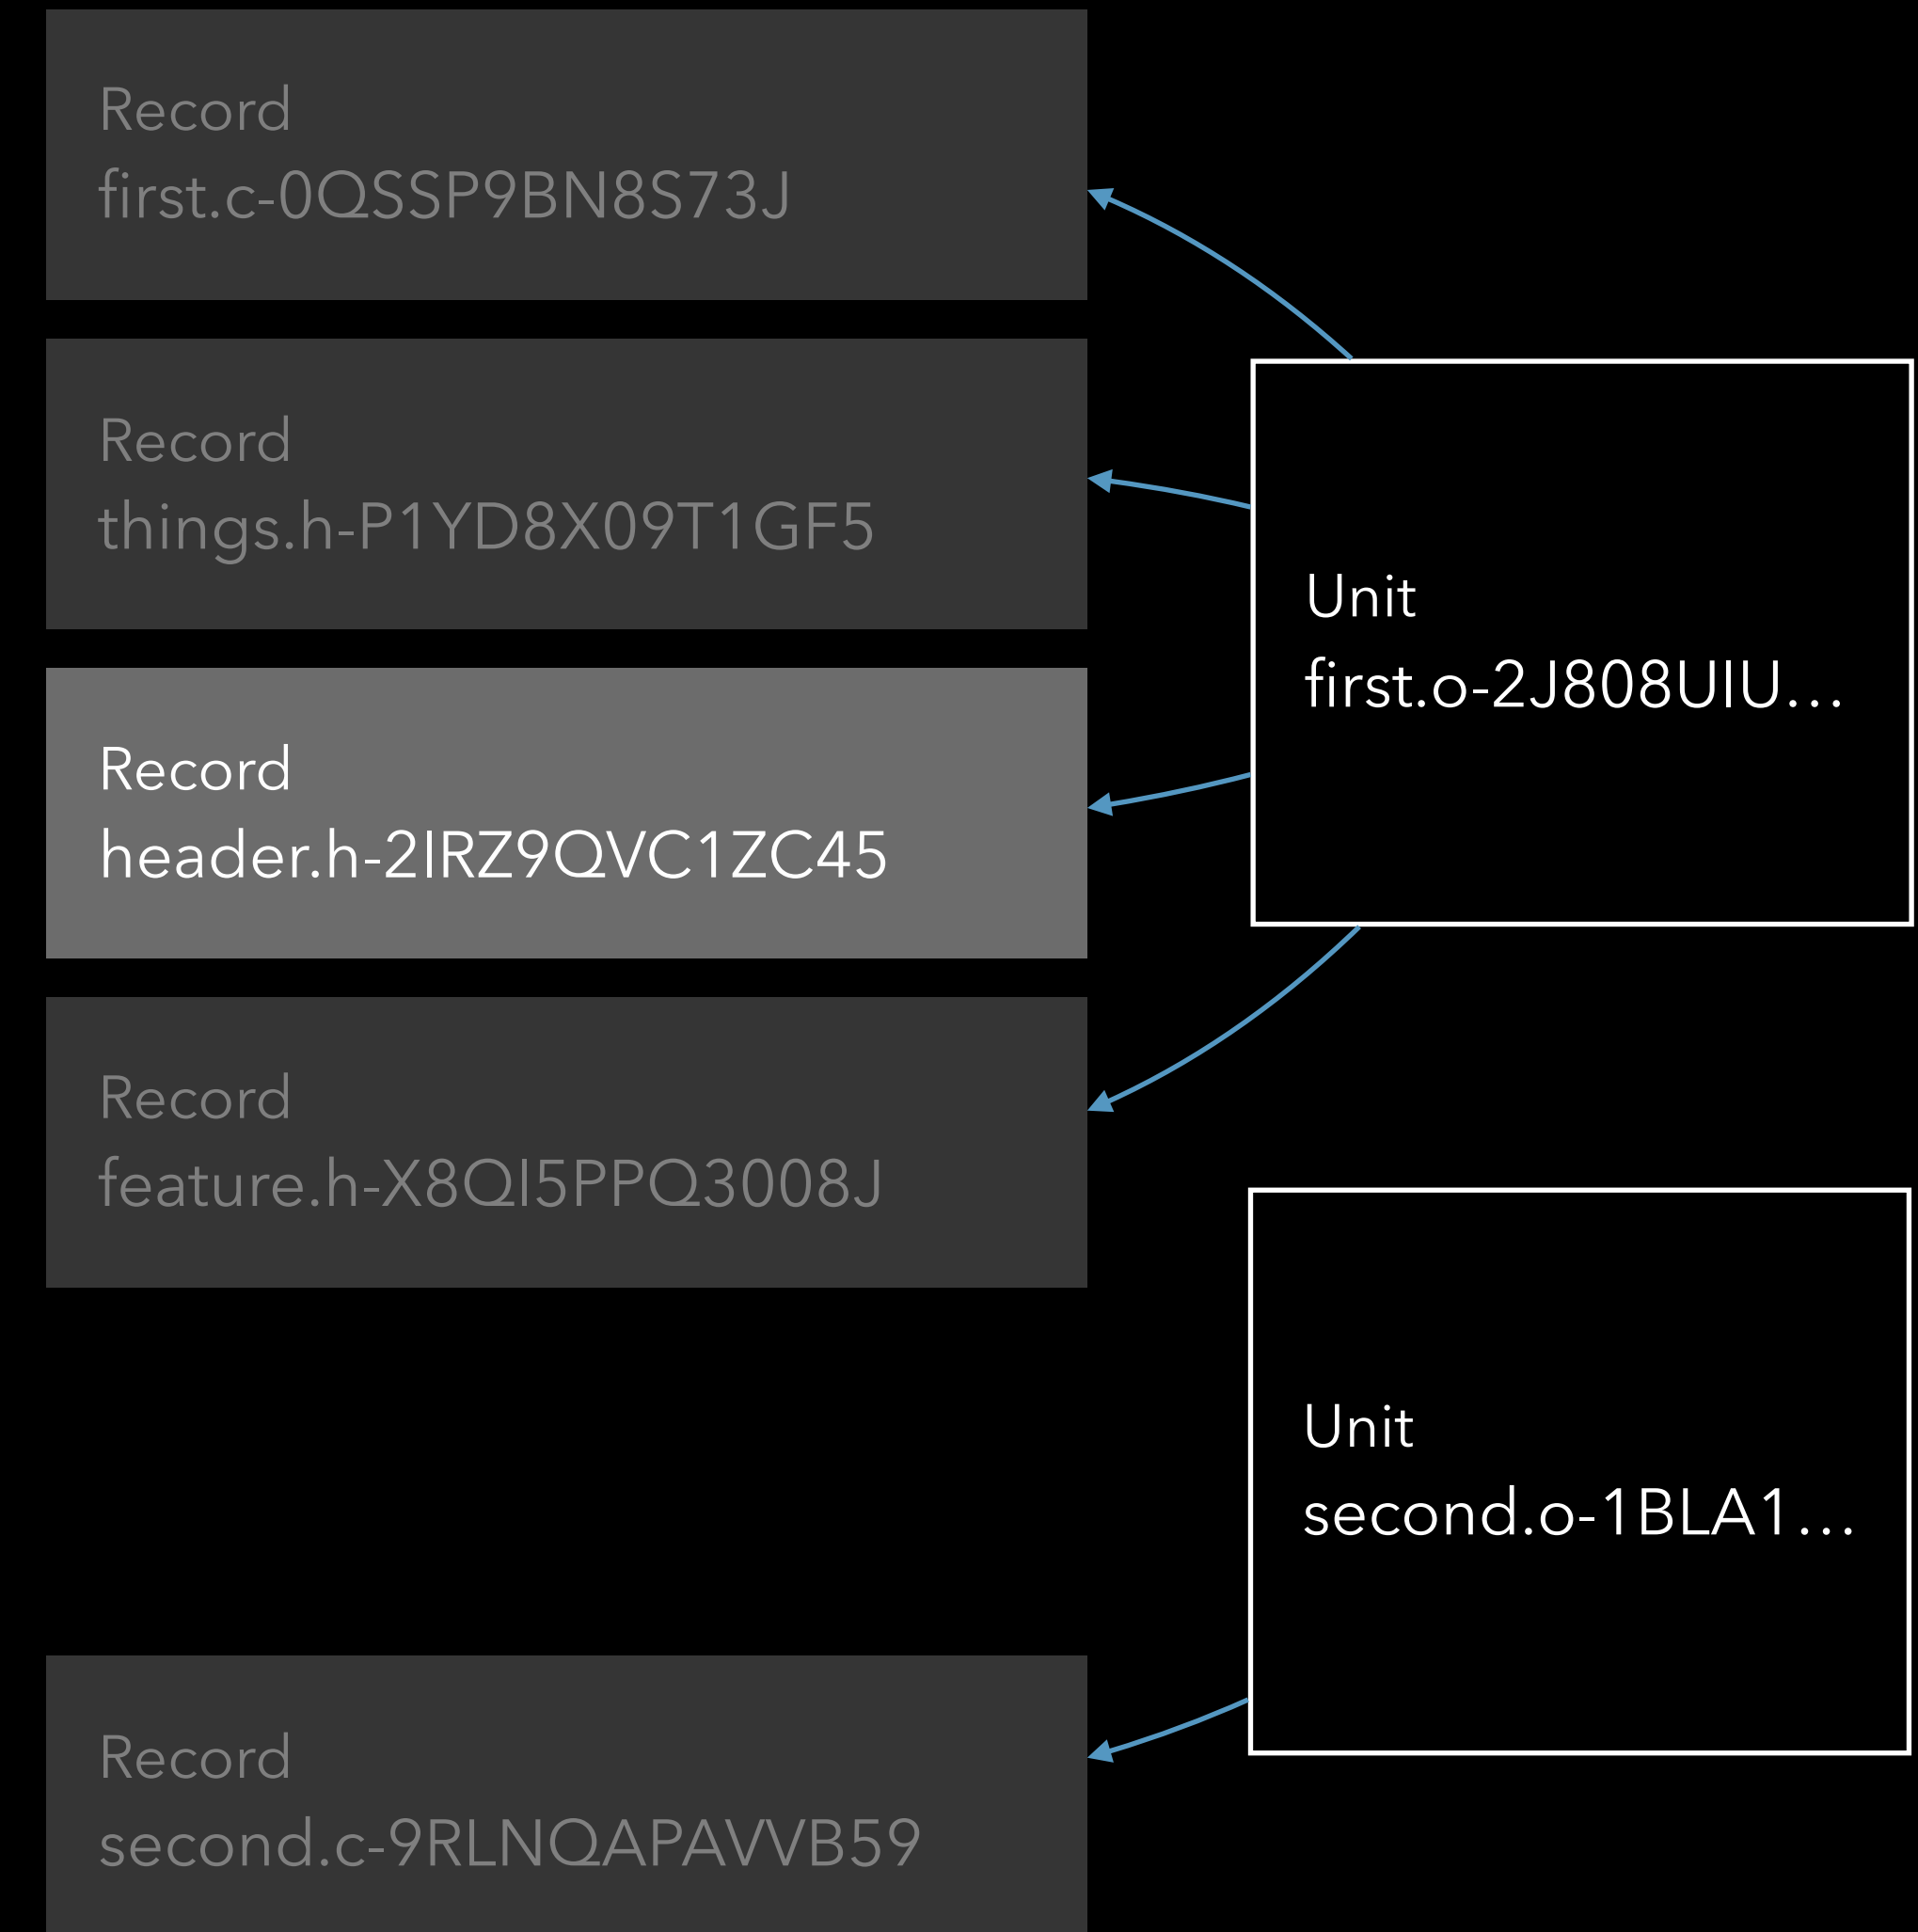 Record
first.c-0QSSP9BN8S73J
Record
things.h-P1YD8X09T1GF5
Record
header.h-2IRZ9QVC1ZC45
Record
feature.h-X8QI5PPQ3008J
Unit
first.o-2J808UIU...
Unit
second.o-1BLA1...
Record
second.c-9RLNQAPAWB59